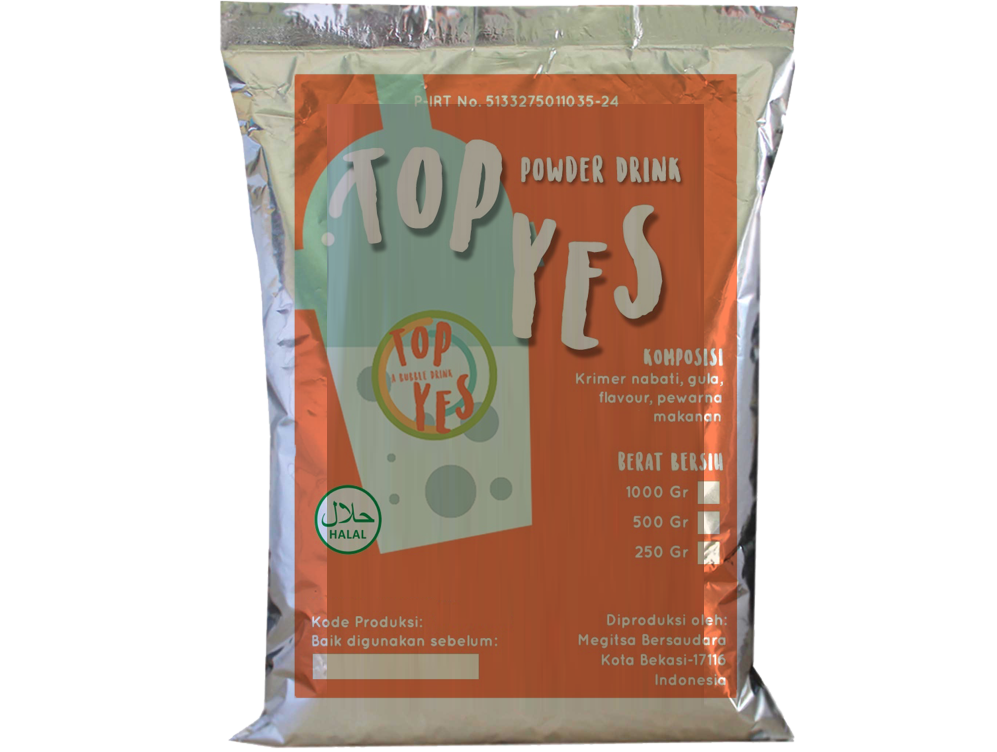 P-IRT No. 5133275011035-24
TOP
POWDER DRINK
YES
TOP
A BUBBLE DRINK
YES
KOMPOSISI
Krimer nabati, gula,
flavour, pewarna
makanan
BERAT BERSIH
1000 Gr
500 Gr
250 Gr
حلال
HALAL
Kode Produksi:
Baik digunakan sebelum:
Diproduksi oleh:
Megitsa Bersaudara
Kota Bekasi-17116
Indonesia